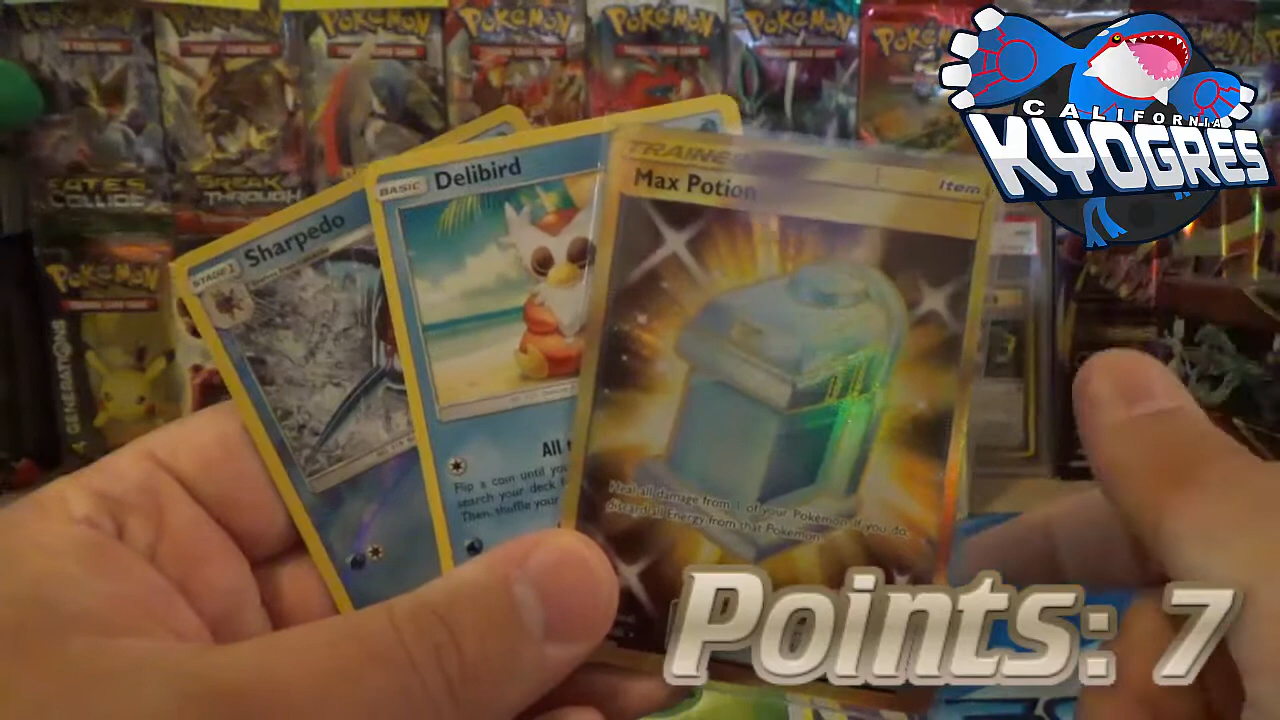 POKéMON
POKéMON
POKéMON
POKéMON
POKéMON
POKéMON
POKéMON
CALIFORNIA
KYOGRES
FATES
COLLIDE
BREAK
THROUGH
POKéMON
GENERATIONS
STAGE 1
Sharpedo
BASIC
Delibird
All
Flip a coin until you
search your deck
Then, shuffle your
TRAINER
Item
Max Potion
Heal all damage from 1 of your Pokémon. If you do,
discard all Energy from that Pokémon.
Points: 7